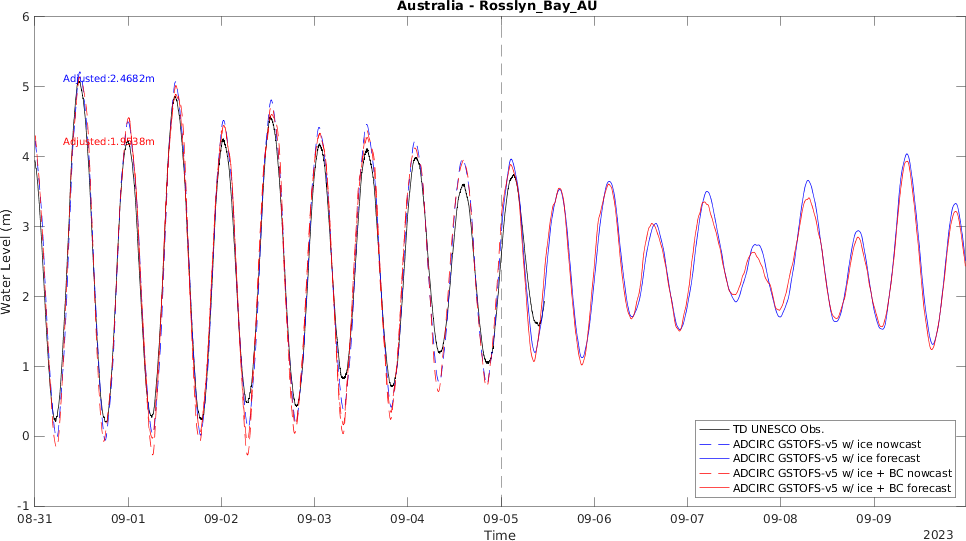 Australia - Rosslyn_Bay_AU
6
5
4
3
2
1
0
-1
Water Level (m)
Adjusted:2.4682m
Adjusted:1.9538m
TD UNESCO Obs.
ADCIRC GSTOFS-v5 w/ ice nowcast
ADCIRC GSTOFS-v5 w/ ice forecast
ADCIRC GSTOFS-v5 w/ ice + BC nowcast
ADCIRC GSTOFS-v5 w/ ice + BC forecast
08-31 09-01 09-02 09-03 09-04 09-05 09-06 09-07 09-08 09-09
Time
2023